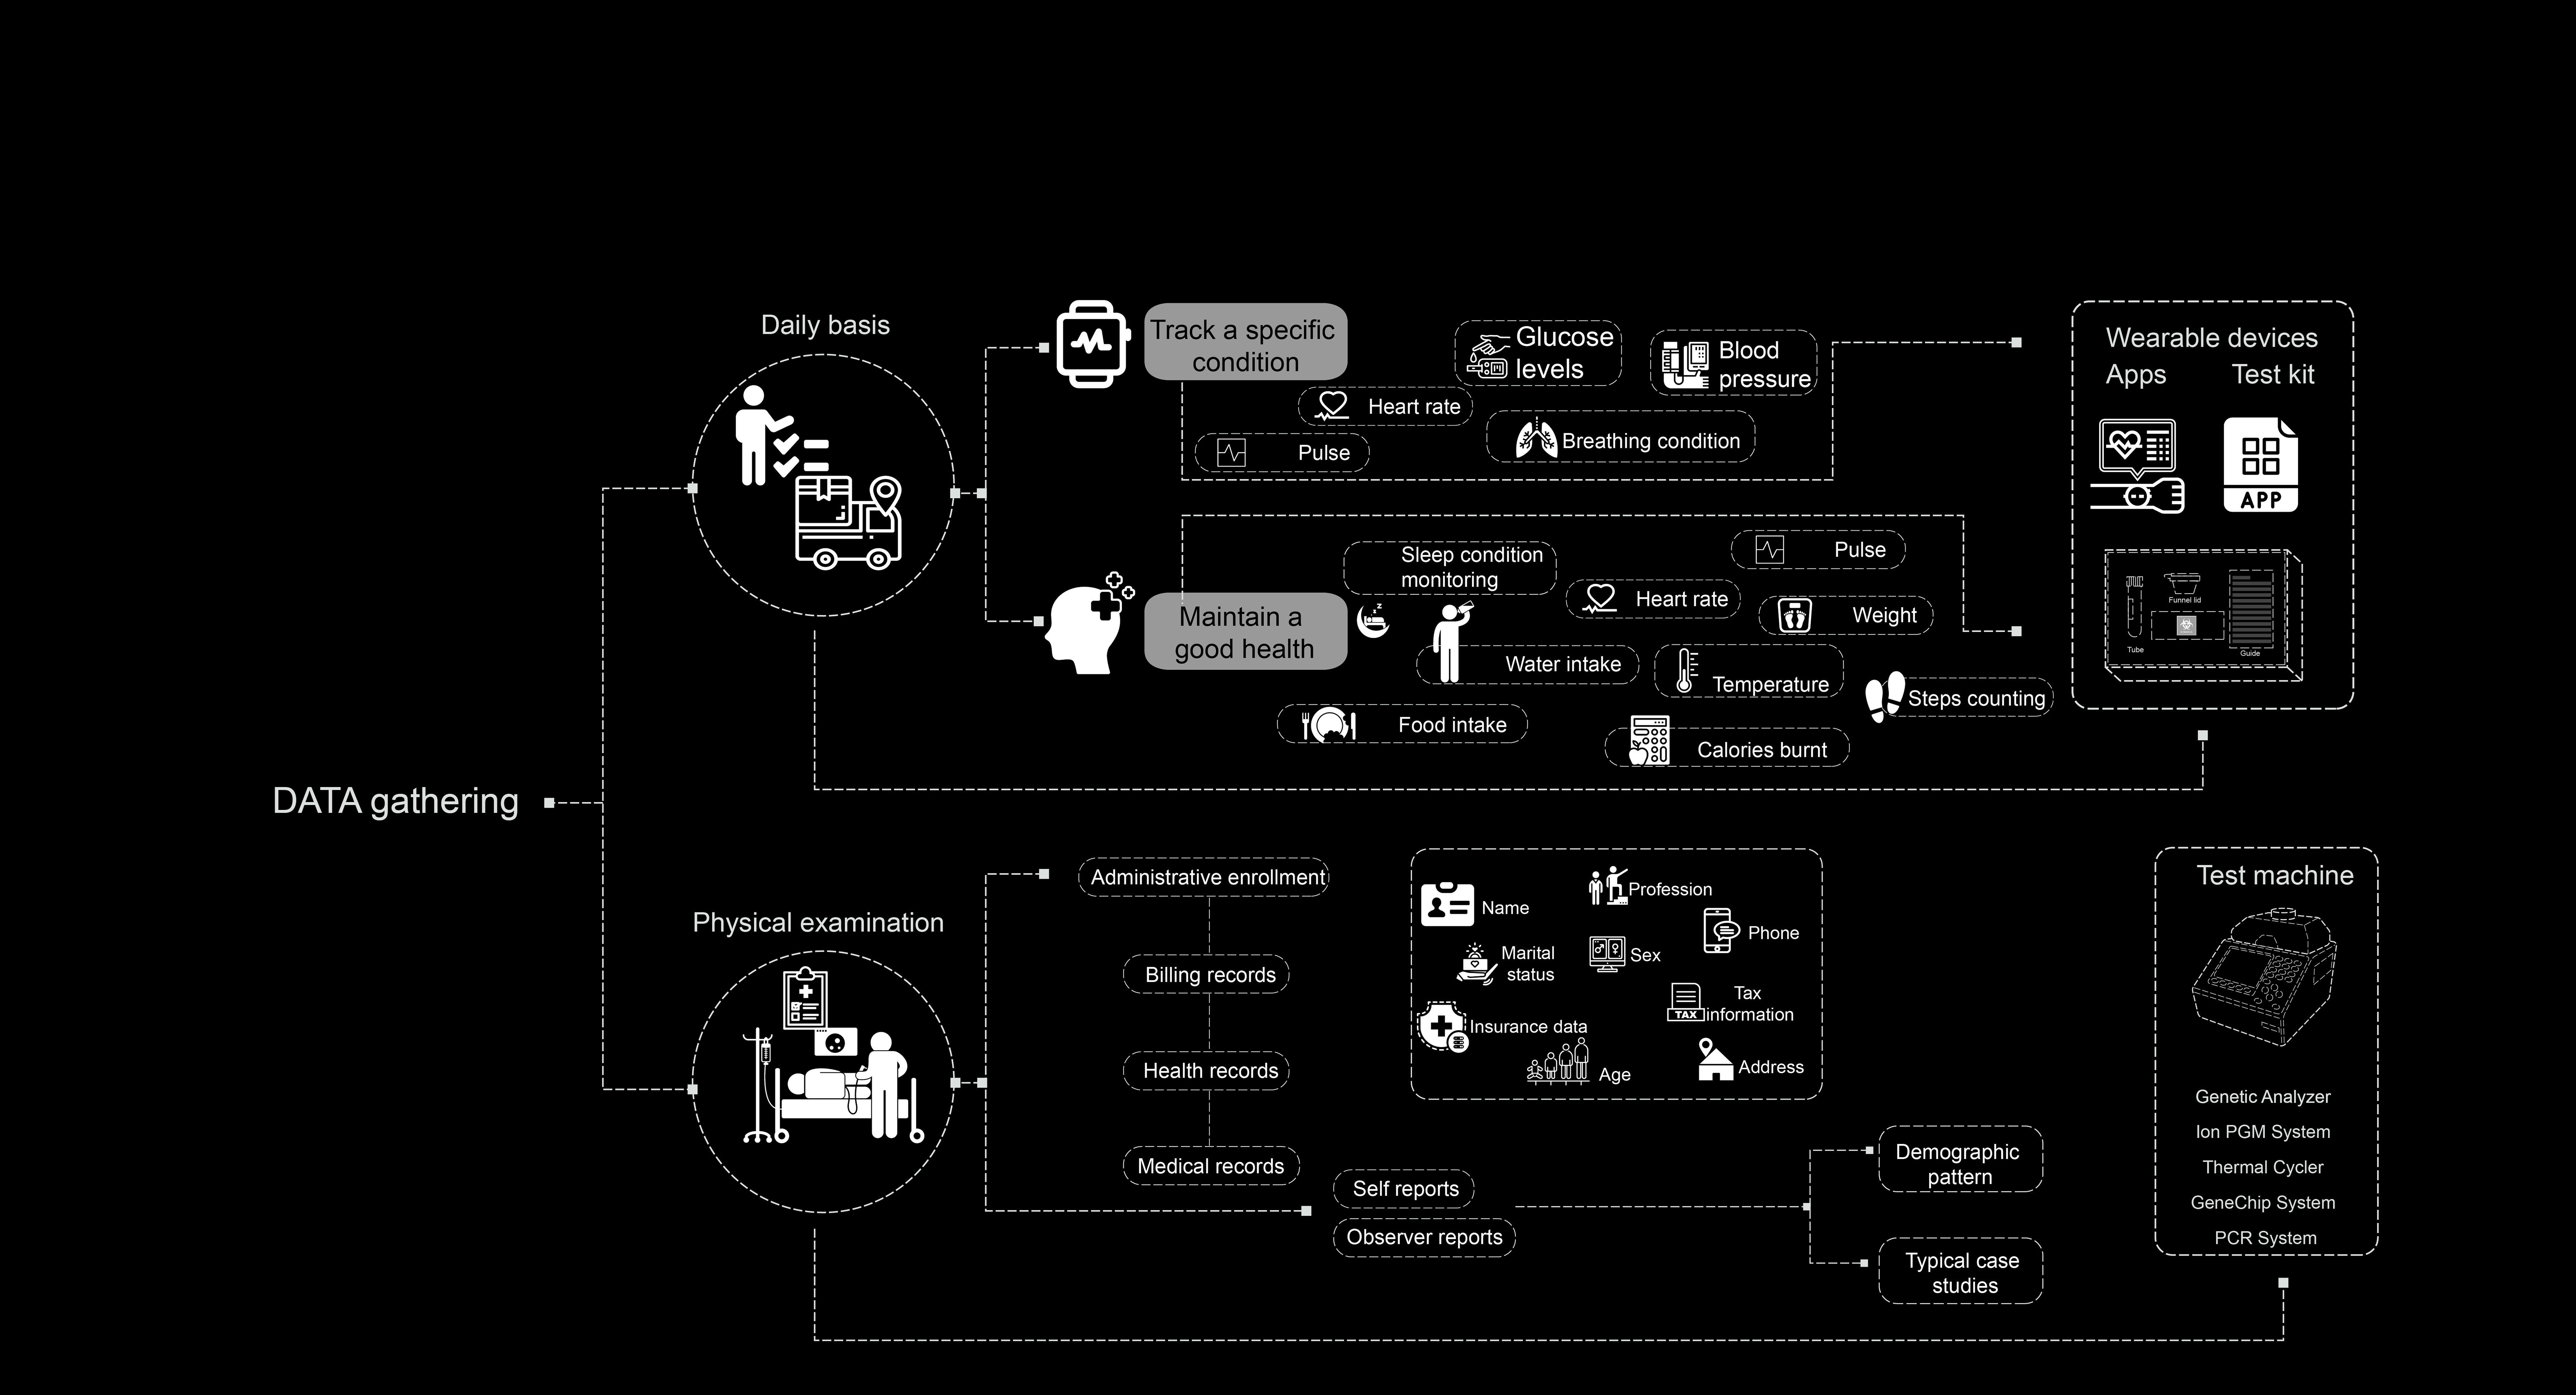 Daily basis
Track a specific
condition
Glucose
levels
Blood
pressure
Heart rate
Breathing condition
Pulse
Wearable devices
Apps
Test kit
APP
Funnel lid
Tube
Guide
Sleep condition
monitoring
Pulse
Heart rate
Weight
Maintain a
good health
Water intake
Temperature
Steps counting
Food intake
Calories burnt
DATA gathering
Physical examination
Administrative enrollment
Billing records
Health records
Medical records
Name
Profession
Phone
Marital
status
Sex
Tax
information
TAX
Insurance data
Age
Address
Self reports
Observer reports
Demographic
pattern
Typical case
studies
Test machine
Genetic Analyzer
Ion PGM System
Thermal Cycler
GeneChip System
PCR System